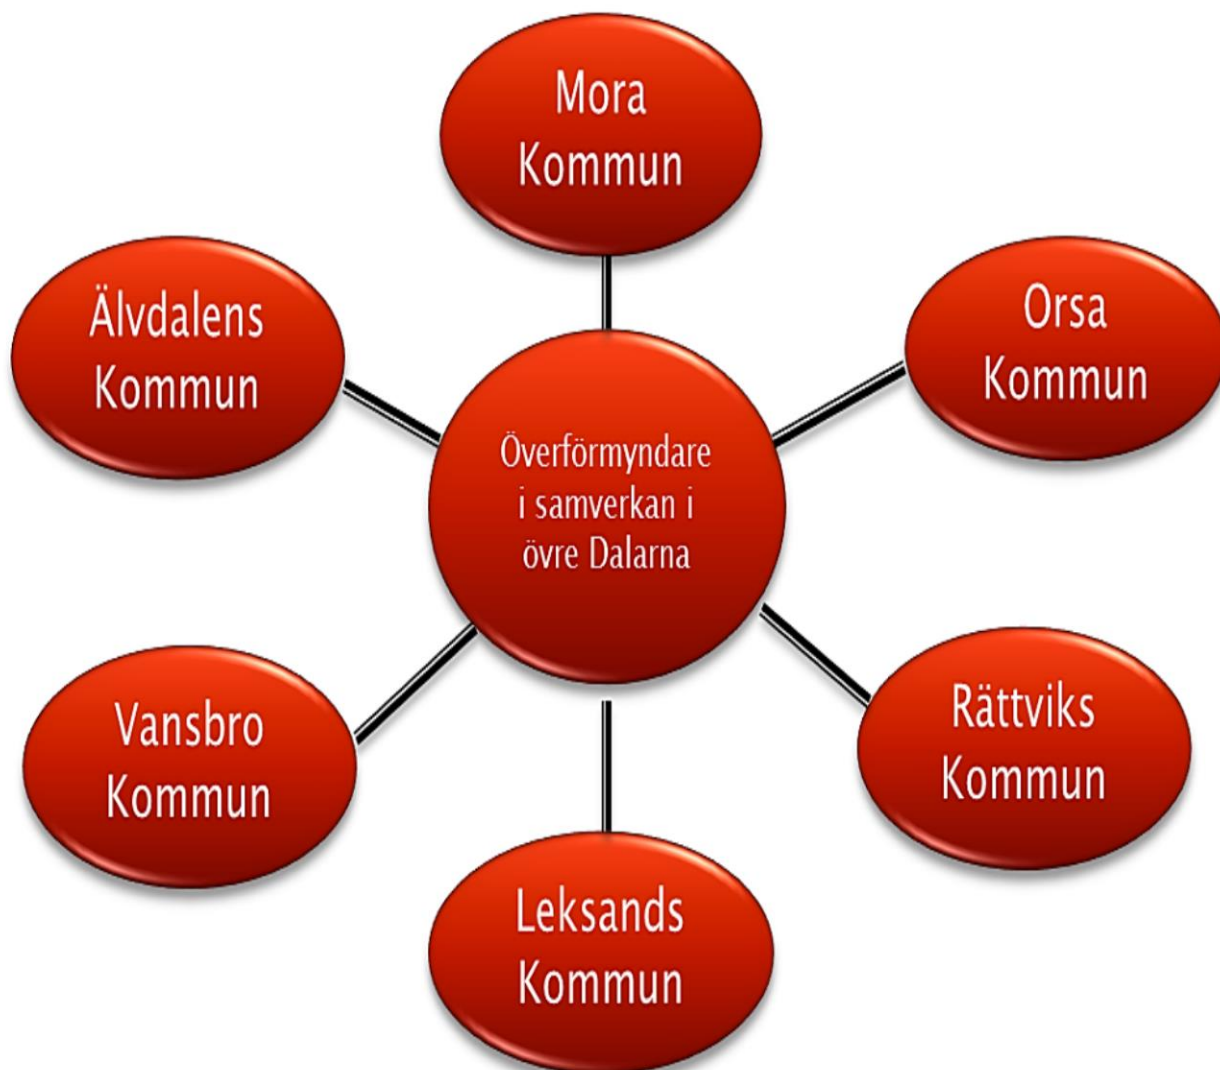 Mora
Kommun
Älvdalens
Kommun
Orsa
Kommun
Överförmyndare
i samverkan i
övre Dalarna
Vansbro
Kommun
Rättviks
Kommun
Leksands
Kommun